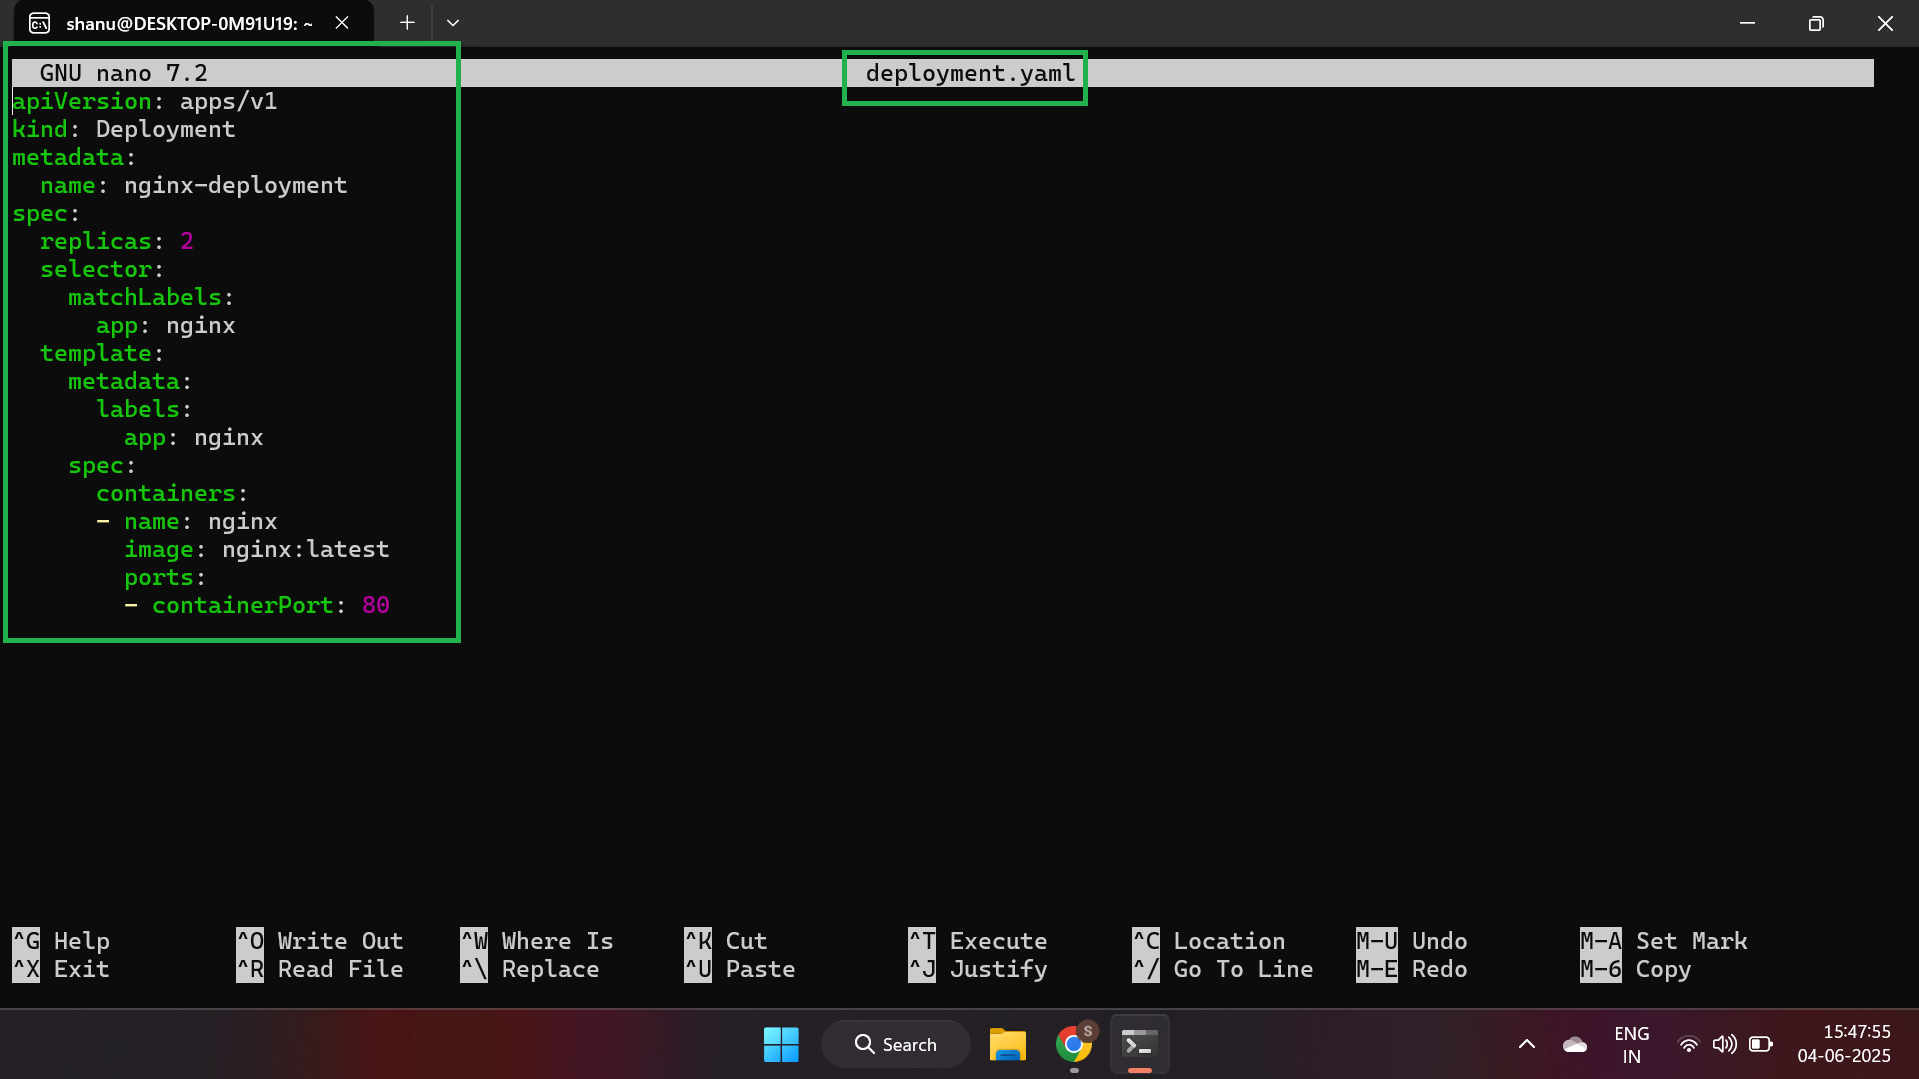 shanu@DESKTOP-0M91U19: ~
GNU nano 7.2 deployment.yaml
apiVersion: apps/v1
kind: Deployment
metadata:
  name: nginx-deployment
spec:
  replicas: 2
  selector:
    matchLabels:
      app: nginx
  template:
    metadata:
      labels:
        app: nginx
    spec:
      containers:
      - name: nginx
        image: nginx:latest
        ports:
        - containerPort: 80
^G Help ^O Write Out ^W Where Is ^K Cut ^T Execute ^C Location M-U Undo M-A Set Mark
^X Exit ^R Read File ^\ Replace ^U Paste ^J Justify ^/ Go To Line M-E Redo M-6 Copy
Search
S
ENG
IN
15:47:55
04-06-2025